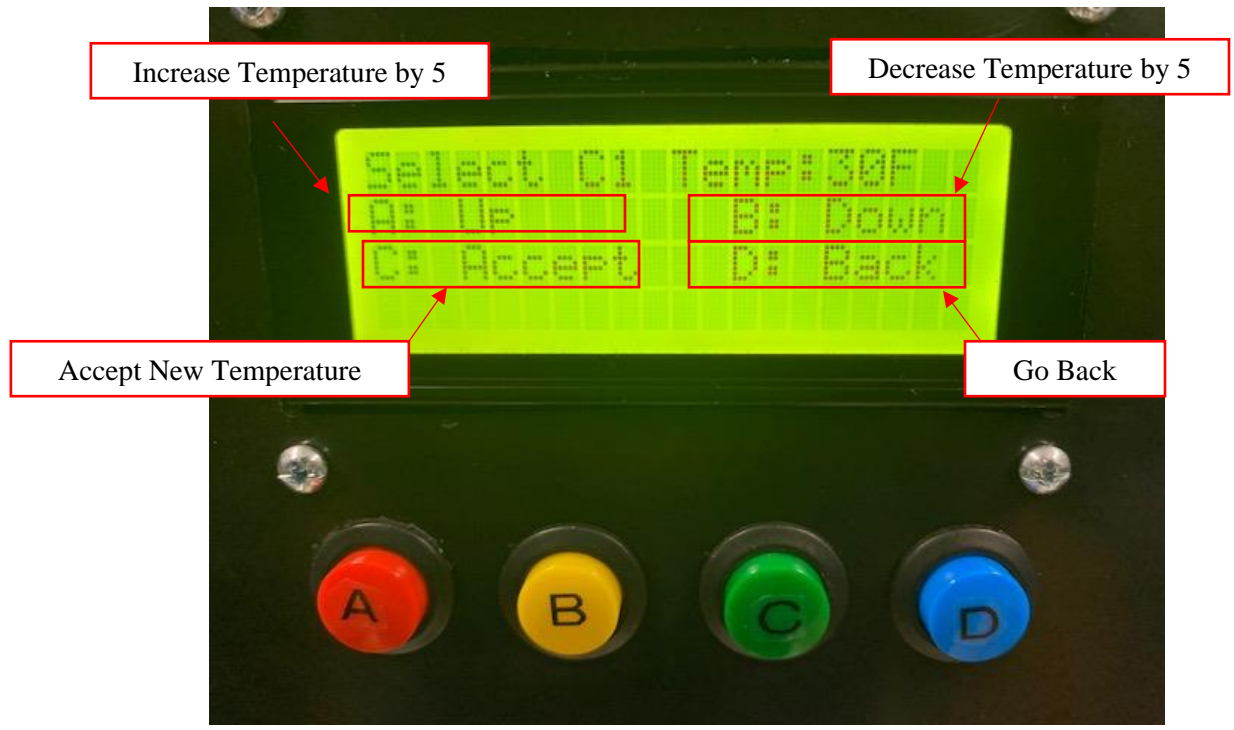 Increase Temperature by 5
Decrease Temperature by 5
Select C1 Temp:30F
A: Up B: Down
C: Accept D: Back
Accept New Temperature
Go Back
A B C D